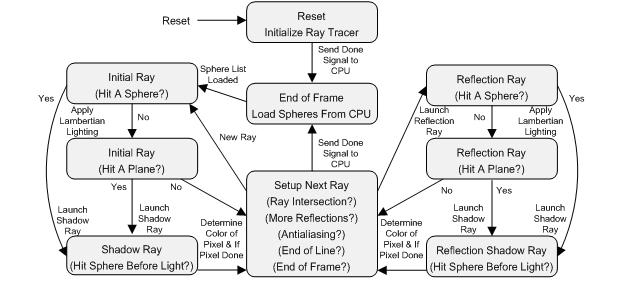 Reset
Reset
Initialize Ray Tracer
Send Done
Signal to
CPU
Sphere List
Loaded
End of Frame
Load Spheres From CPU
Initial Ray
(Hit A Sphere?)
Yes
Apply
Lambertian
Lighting
No
Initial Ray
(Hit A Plane?)
Yes
No
Launch
Shadow
Ray
Launch
Shadow
Ray
Shadow Ray
(Hit Sphere Before Light?)
New Ray
Send Done
Signal to
CPU
Setup Next Ray
(Ray Intersection?)
(More Reflections?)
(Antialiasing?)
(End of Line?)
(End of Frame?)
Determine
Color of
Pixel & If
Pixel Done
Determine
Color of
Pixel & If
Pixel Done
Launch
Reflection
Ray
Reflection Ray
(Hit A Sphere?)
Yes
No
Apply
Lambertian
Lighting
Reflection Ray
(Hit A Plane?)
No
Yes
Launch
Shadow
Ray
Launch
Shadow
Ray
Reflection Shadow Ray
(Hit Sphere Before Light?)